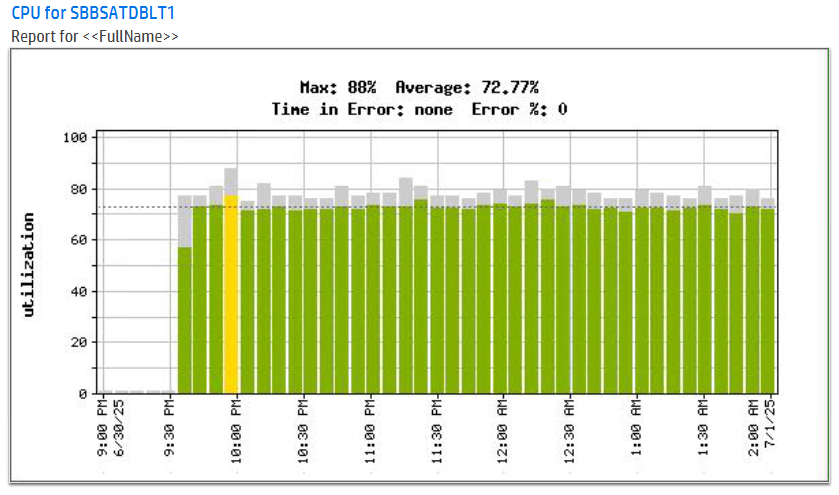 CPU for SBBSATDBLT1
Report for <<FullName>>
Max: 88% Average: 72.77%
Time in Error: none Error %: 0
100
80
60
40
20
0
utilization
9:00 PM
6/30/25
9:30 PM
10:00 PM
10:30 PM
11:00 PM
11:30 PM
12:00 AM
12:30 AM
1:00 AM
1:30 AM
2:00 AM
7/1/25